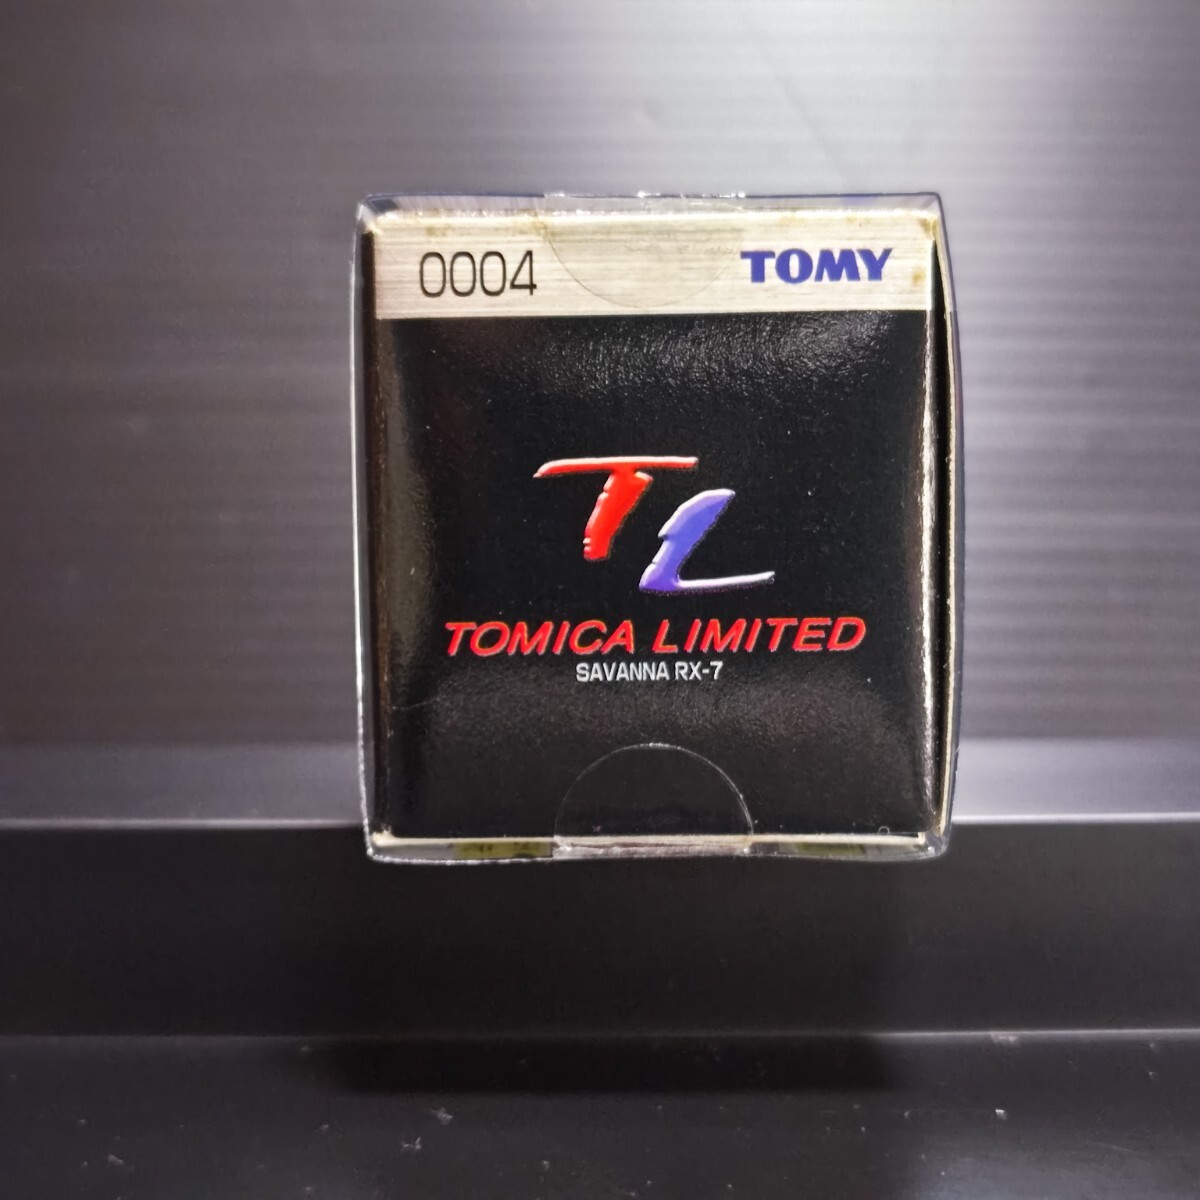 0004 TOMY
TL
TOMICA LIMITED
SAVANNA RX-7